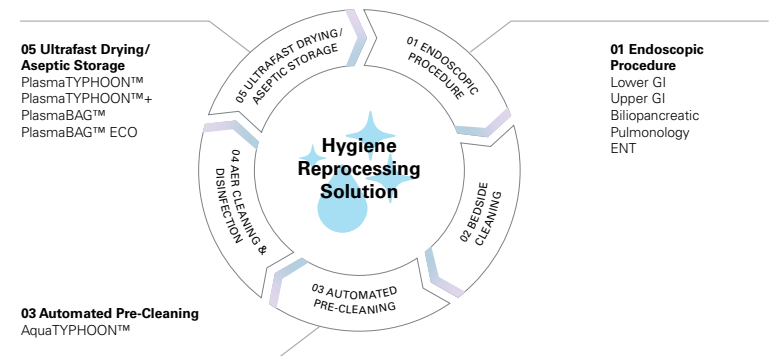 05 Ultrafast Drying/
Aseptic Storage
PlasmaTYPHOON™
PlasmaTYPHOON™+
PlasmaBAG™
PlasmaBAG™ ECO
05 ULTRAFAST DRYING/
ASEPTIC STORAGE
01 ENDOSCOPIC
PROCEDURE
01 Endoscopic
Procedure
Lower GI
Upper GI
Biliopancreatic
Pulmonology
ENT
Hygiene
Reprocessing
Solution
04 AER CLEANING &
DISINFECTION
02 BEDSIDE
CLEANING
03 AUTOMATED
PRE-CLEANING
03 Automated Pre-Cleaning
AquaTYPHOON™